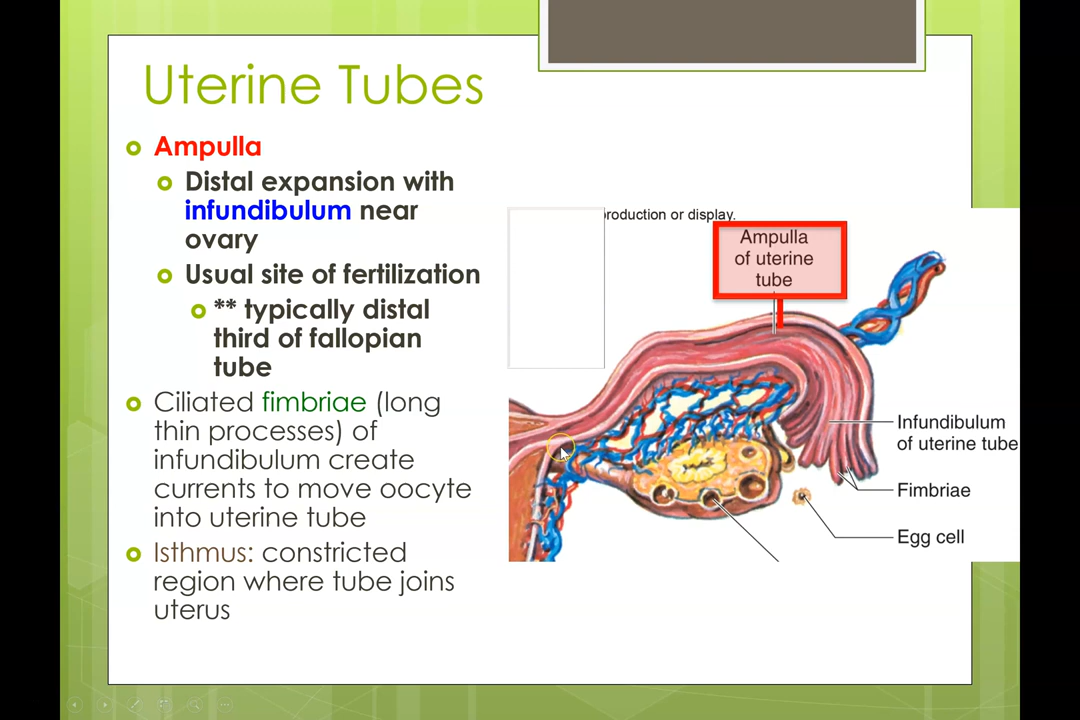 Uterine Tubes
Ampulla
Distal expansion with
infundibulum near
ovary
Usual site of fertilization
** typically distal
third of fallopian
tube
Ciliated fimbriae (long
thin processes) of
infundibulum create
currents to move oocyte
into uterine tube
Isthmus: constricted
region where tube joins
uterus
production or display.
Ampulla
of uterine
tube
Infundibulum
of uterine tube
Fimbriae
Egg cell